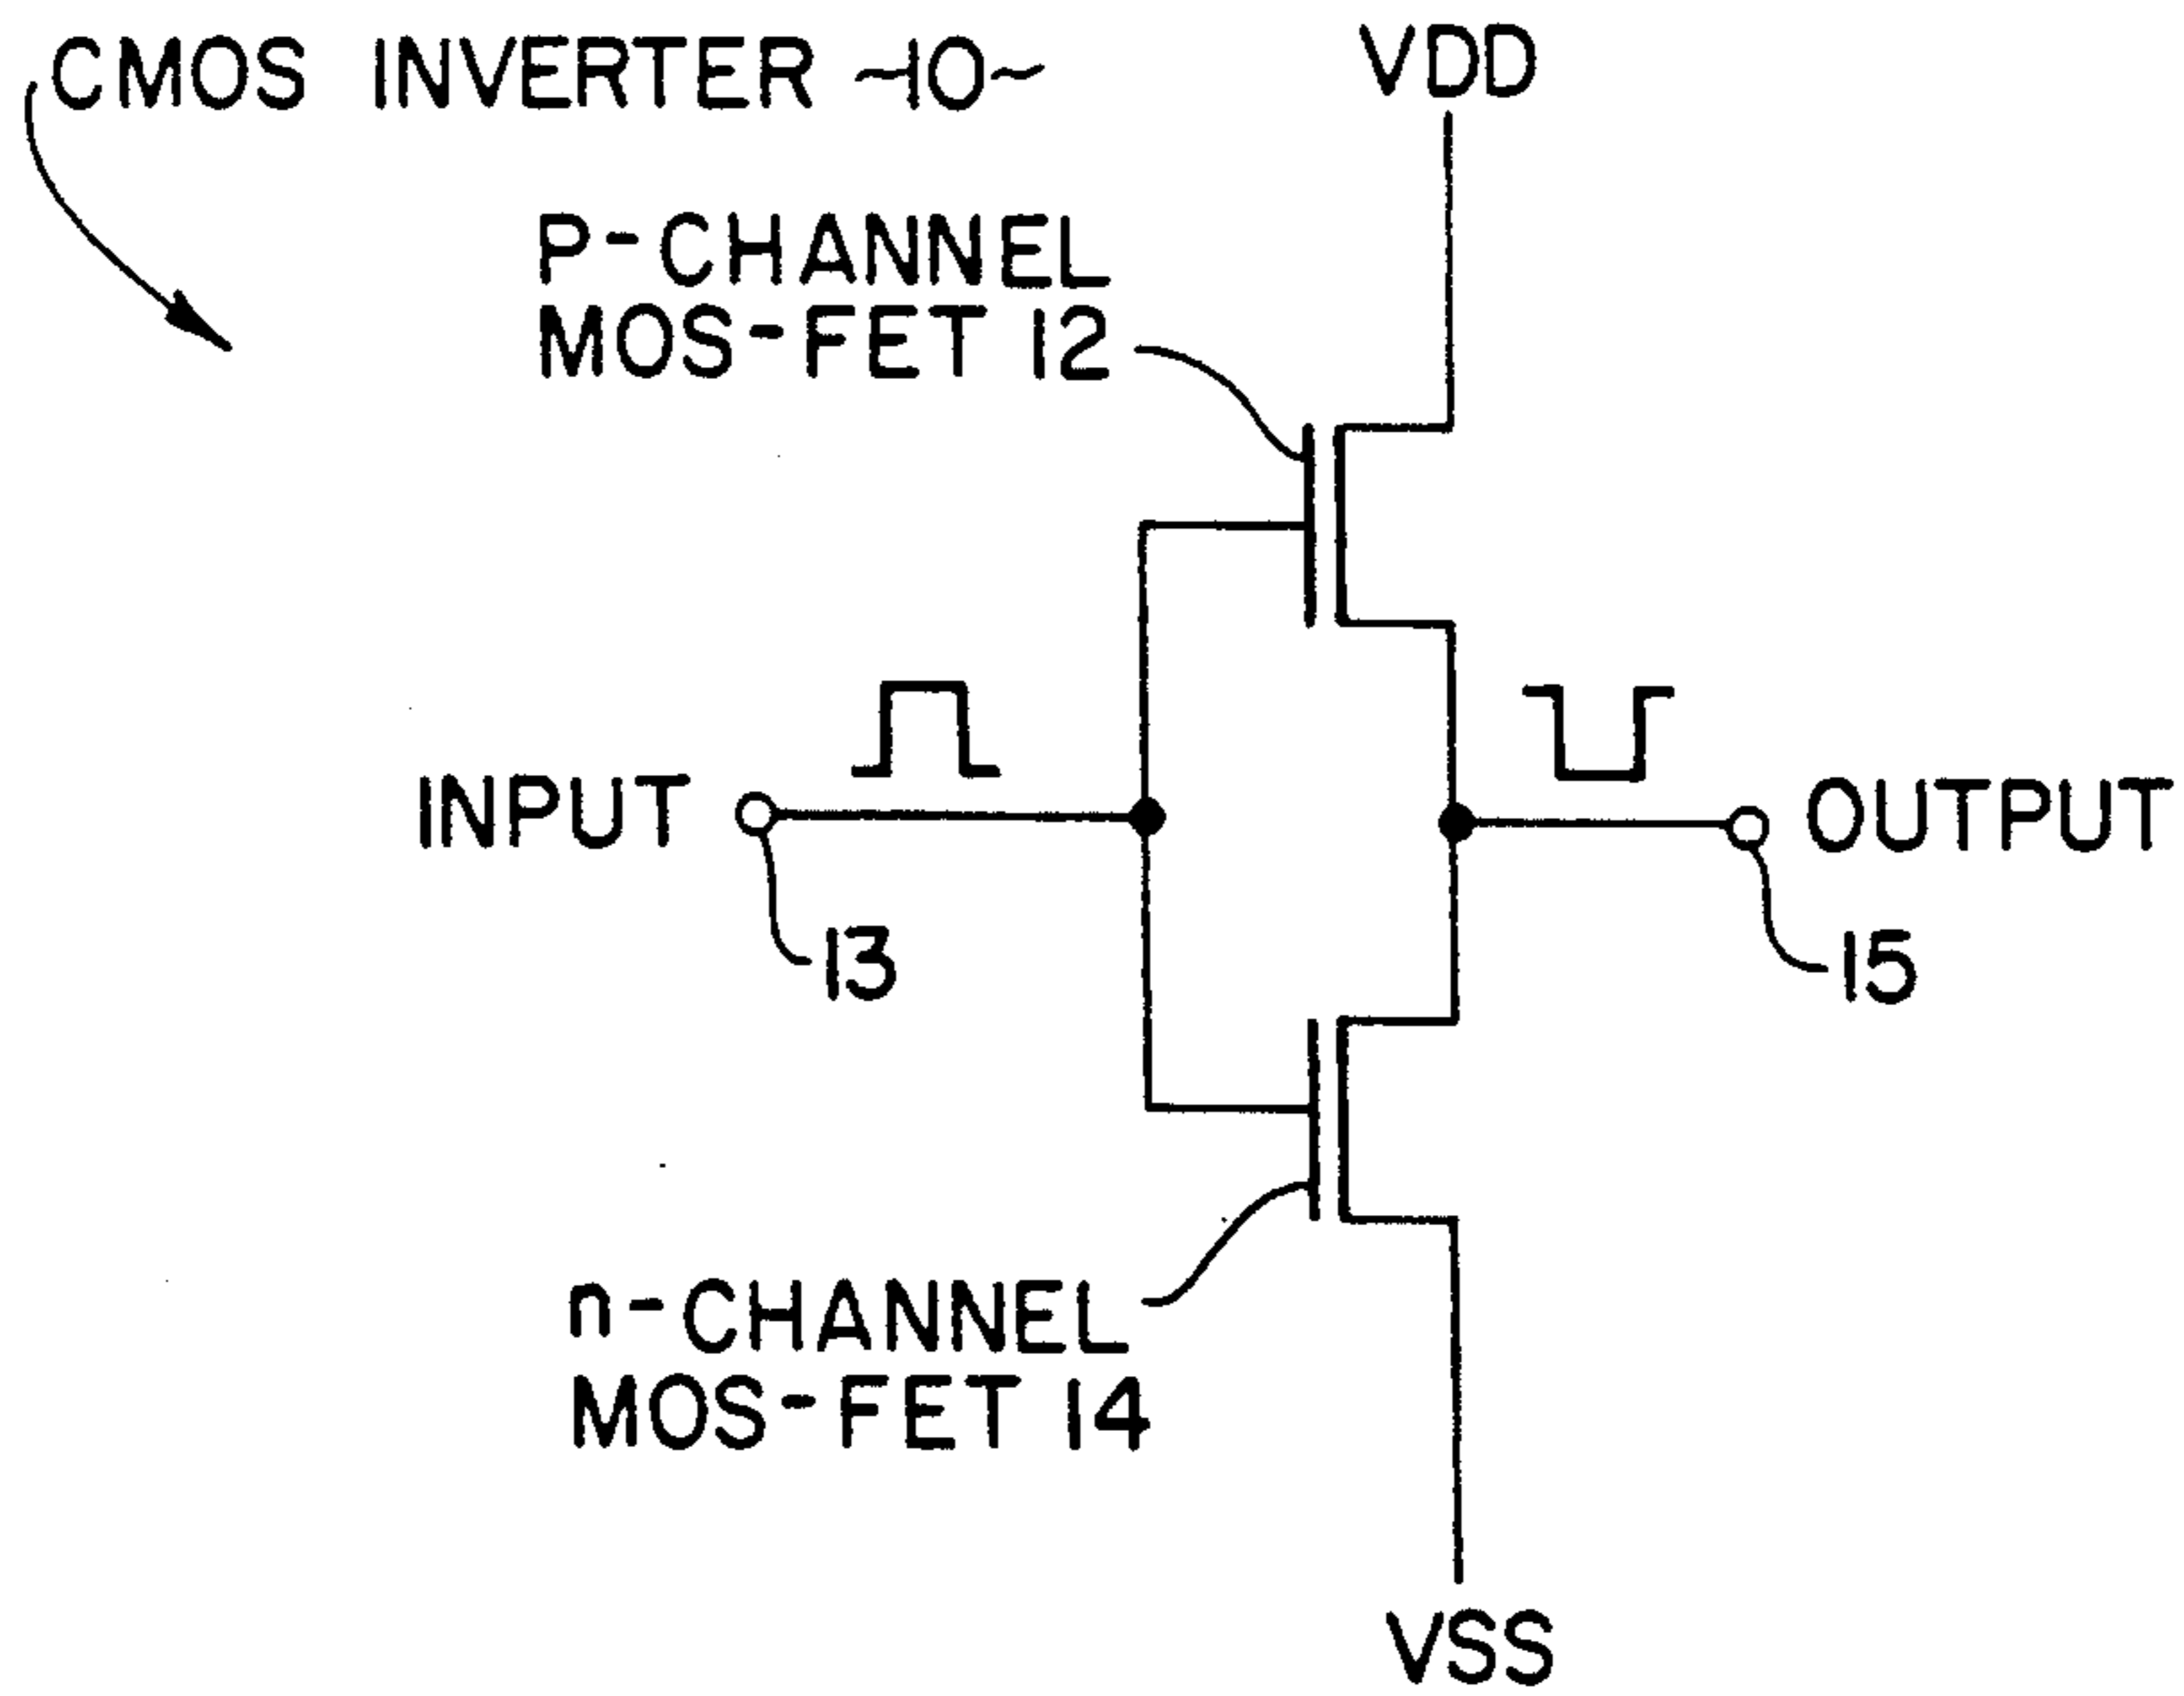 CMOS INVERTER ~10~
VDD
P-CHANNEL
MOS-FET 12
INPUT
OUTPUT
13
15
n-CHANNEL
MOS-FET 14
VSS